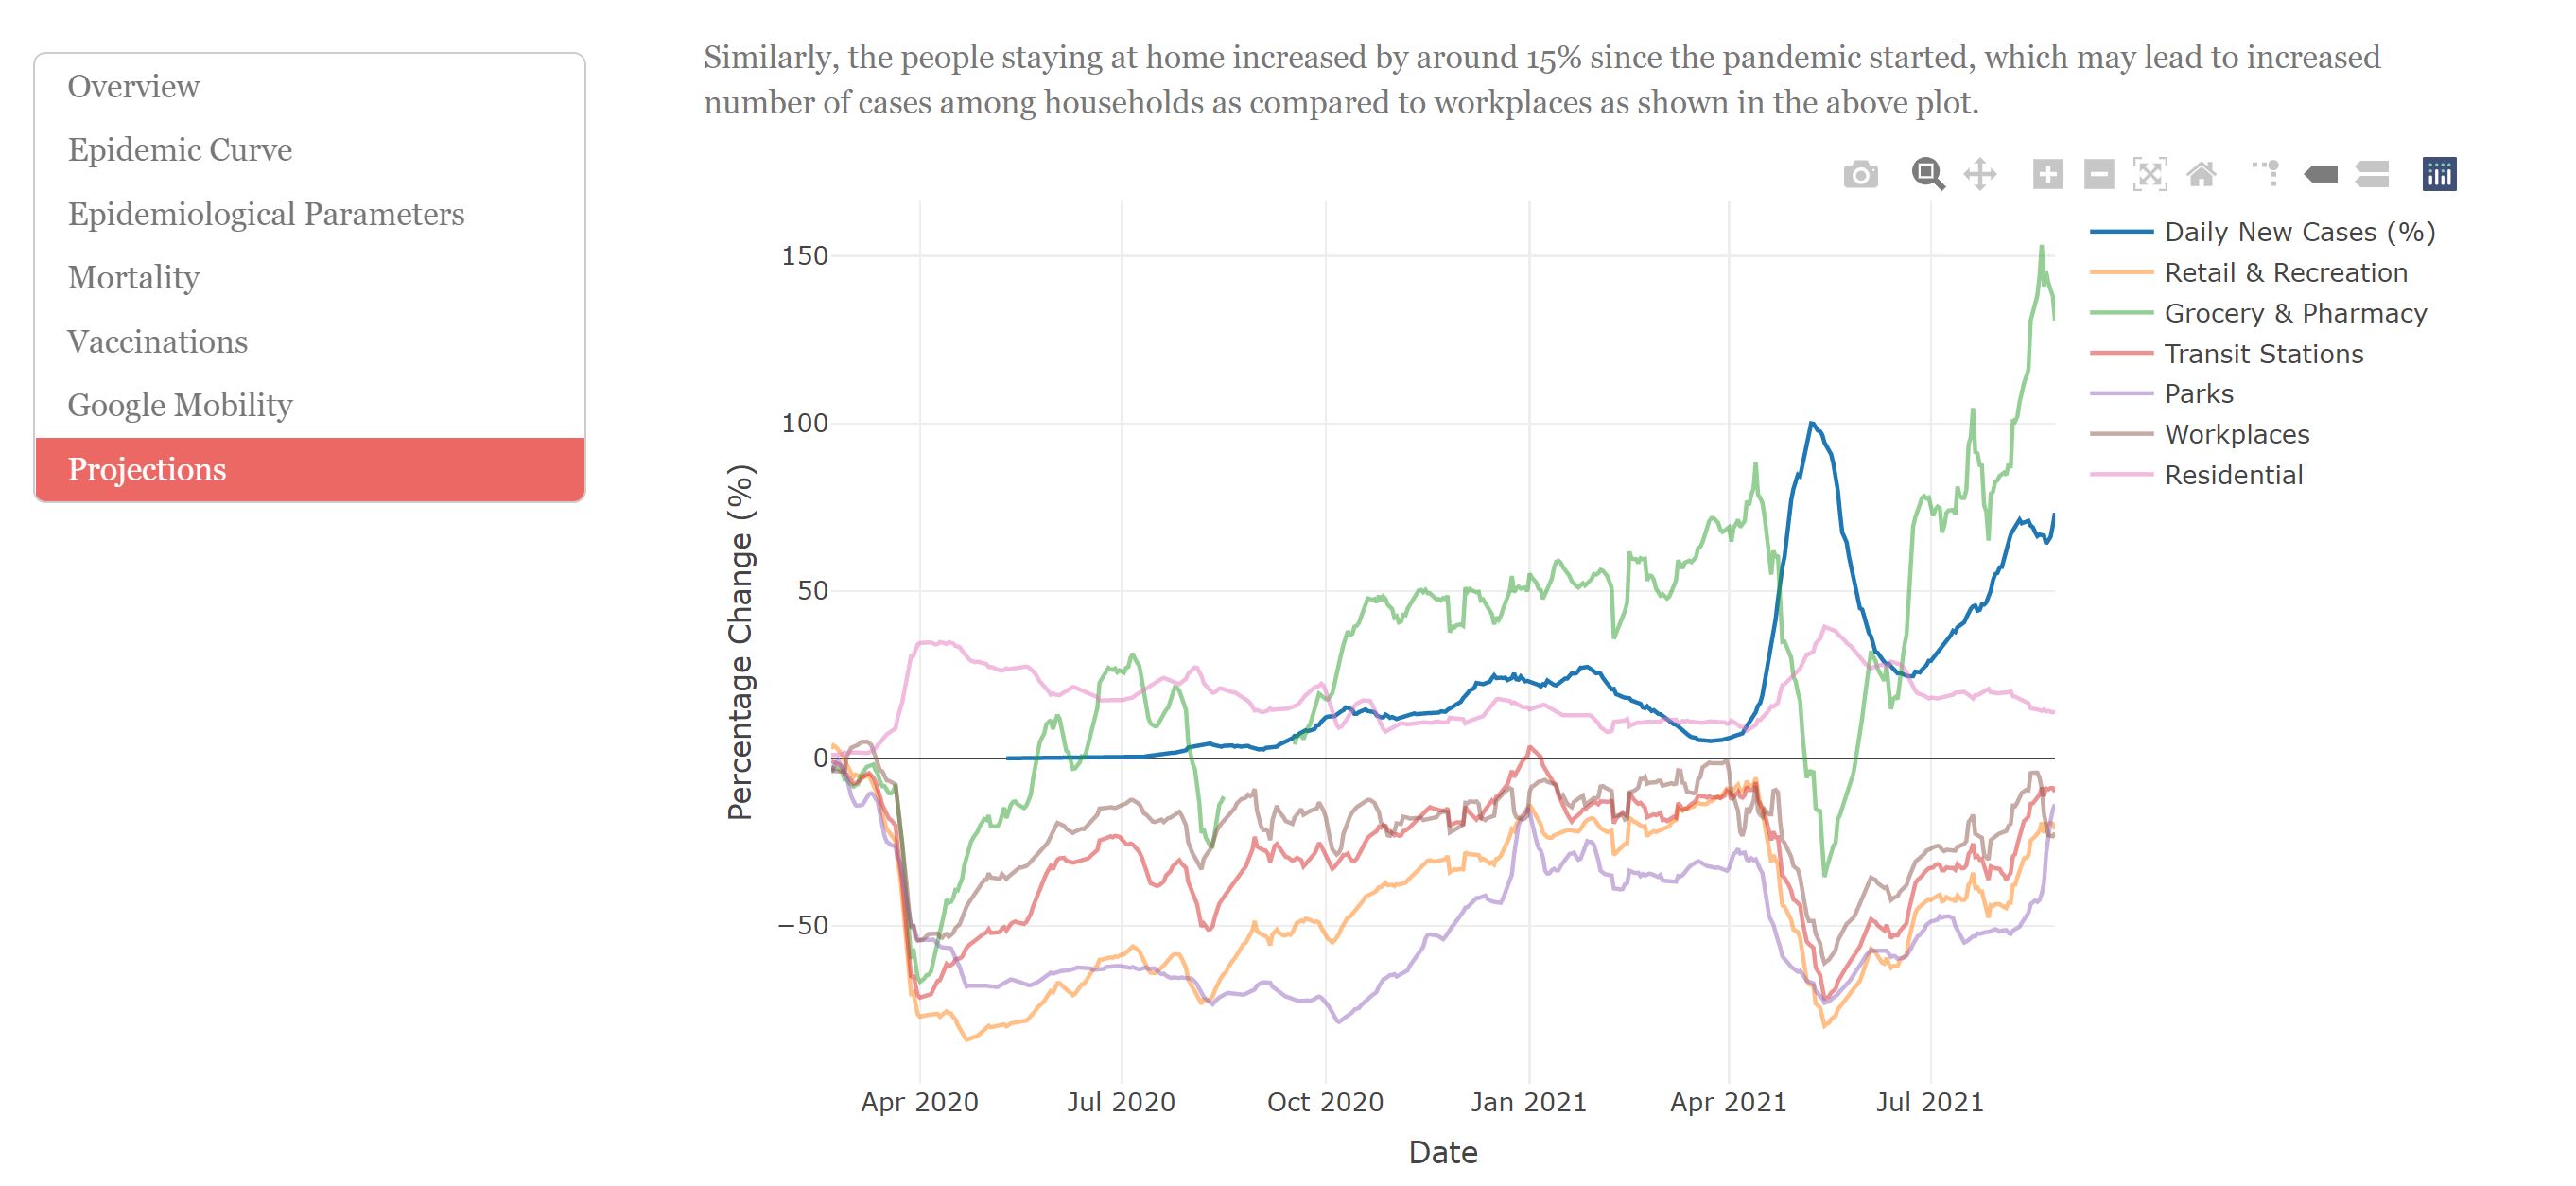 Overview
Epidemic Curve
Epidemiological Parameters
Mortality
Vaccinations
Google Mobility
Projections
Similarly, the people staying at home increased by around 15% since the pandemic started, which may lead to increased
number of cases among households as compared to workplaces as shown in the above plot.
Daily New Cases (%)
Retail & Recreation
Grocery & Pharmacy
Transit Stations
Parks
Workplaces
Residential
Percentage Change (%)
150
100
50
0
−50
Apr 2020
Jul 2020
Oct 2020
Jan 2021
Apr 2021
Jul 2021
Date